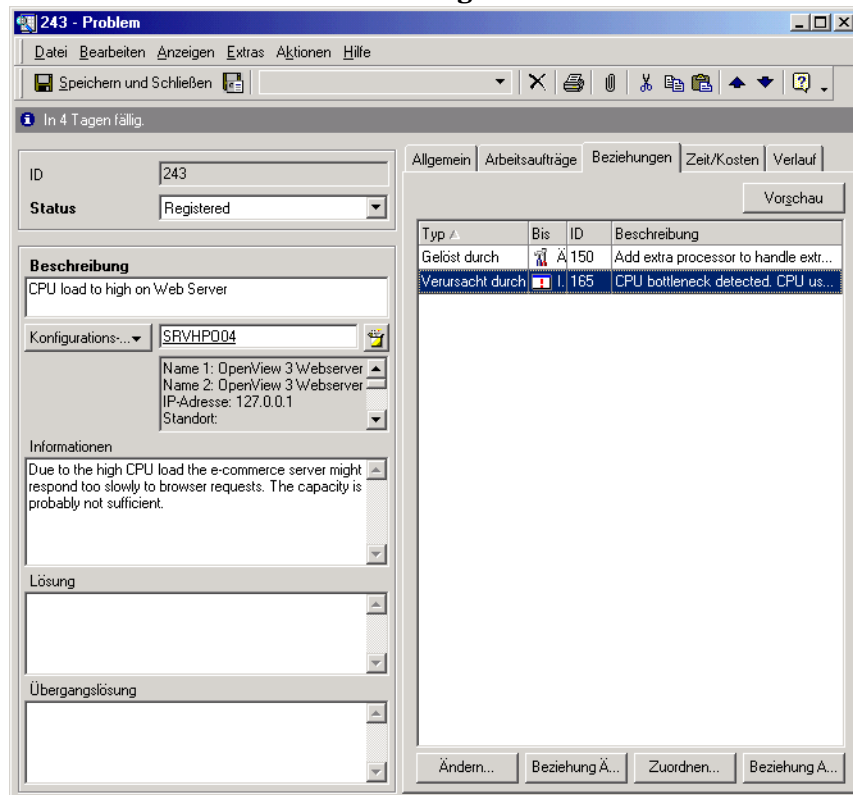 243 - Problem
Datei Bearbeiten Anzeigen Extras Aktionen Hilfe
Speichern und Schließen
In 4 Tagen fällig.
ID 243
Status Registered
Beschreibung
CPU load to high on Web Server
Konfigurations-... SRVHP004
Name 1: OpenView 3 Webserver
Name 2: OpenView 3 Webserver
IP-Adresse: 127.0.0.1
Standort:
Informationen
Due to the high CPU load the e-commerce server might
respond too slowly to browser requests. The capacity is
probably not sufficient.
Lösung
Übergangslösung
Allgemein Arbeitsaufträge Beziehungen Zeit/Kosten Verlauf
Vorschau
Typ Bis ID Beschreibung
Gelöst durch Ä 150 Add extra processor to handle extr...
Verursacht durch I. 165 CPU bottleneck detected. CPU us...
Ändern... Beziehung Ä... Zuordnen... Beziehung A...